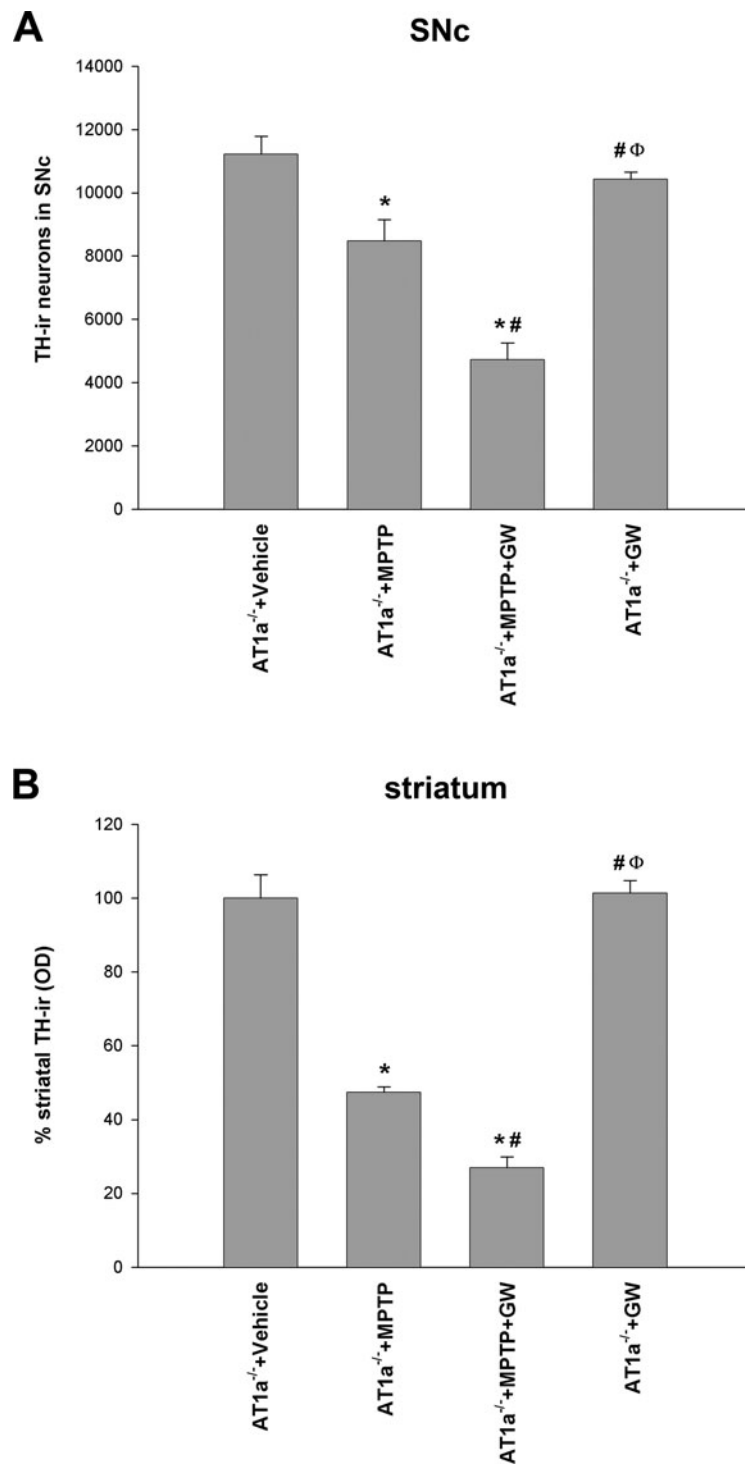 A
SNc
TH-ir neurons in SNc
14000
12000
10000
8000
6000
4000
2000
0
*
*#
#Φ
AT1a-/-+Vehicle
AT1a-/-+MPTP
AT1a-/-+MPTP+GW
AT1a-/-+GW
B
striatum
% striatal TH-ir (OD)
120
100
80
60
40
20
0
*
*#
#Φ
AT1a-/-+Vehicle
AT1a-/-+MPTP
AT1a-/-+MPTP+GW
AT1a-/-+GW